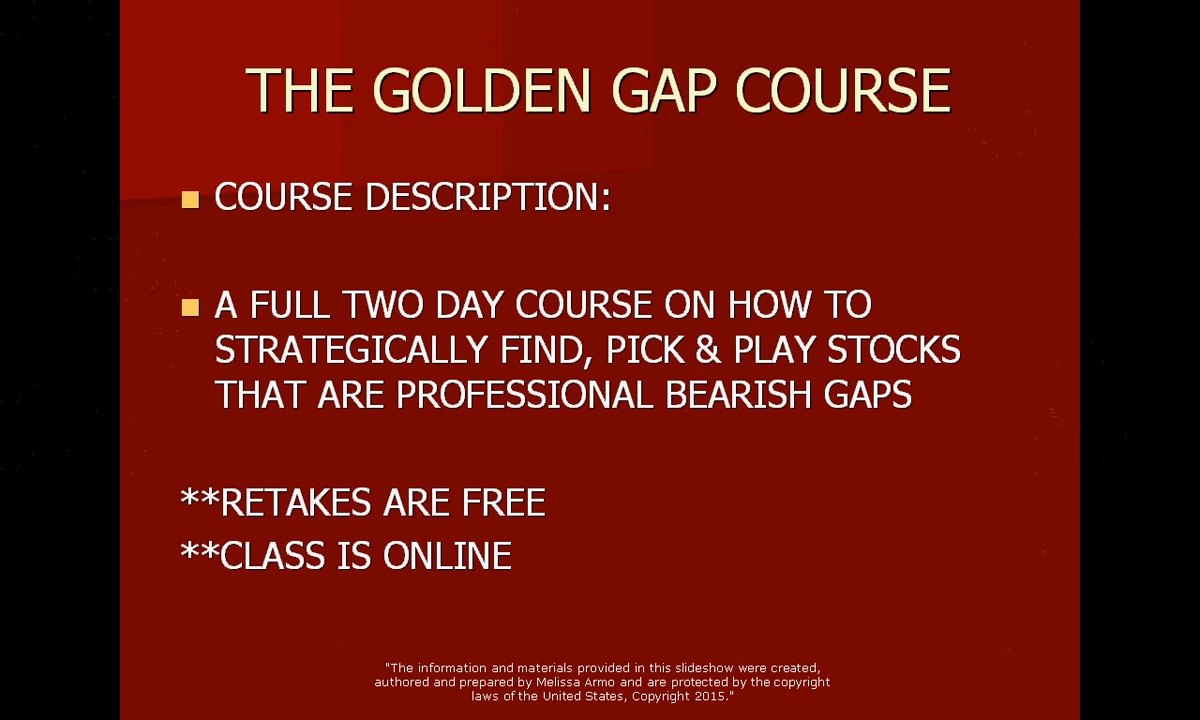 THE GOLDEN GAP COURSE
COURSE DESCRIPTION:
A FULL TWO DAY COURSE ON HOW TO
STRATEGICALLY FIND, PICK & PLAY STOCKS
THAT ARE PROFESSIONAL BEARISH GAPS
**RETAKES ARE FREE
**CLASS IS ONLINE
"The information and materials provided in this slideshow were created,
authored and prepared by Melissa Armo and are protected by the copyright
laws of the United States, Copyright 2015."